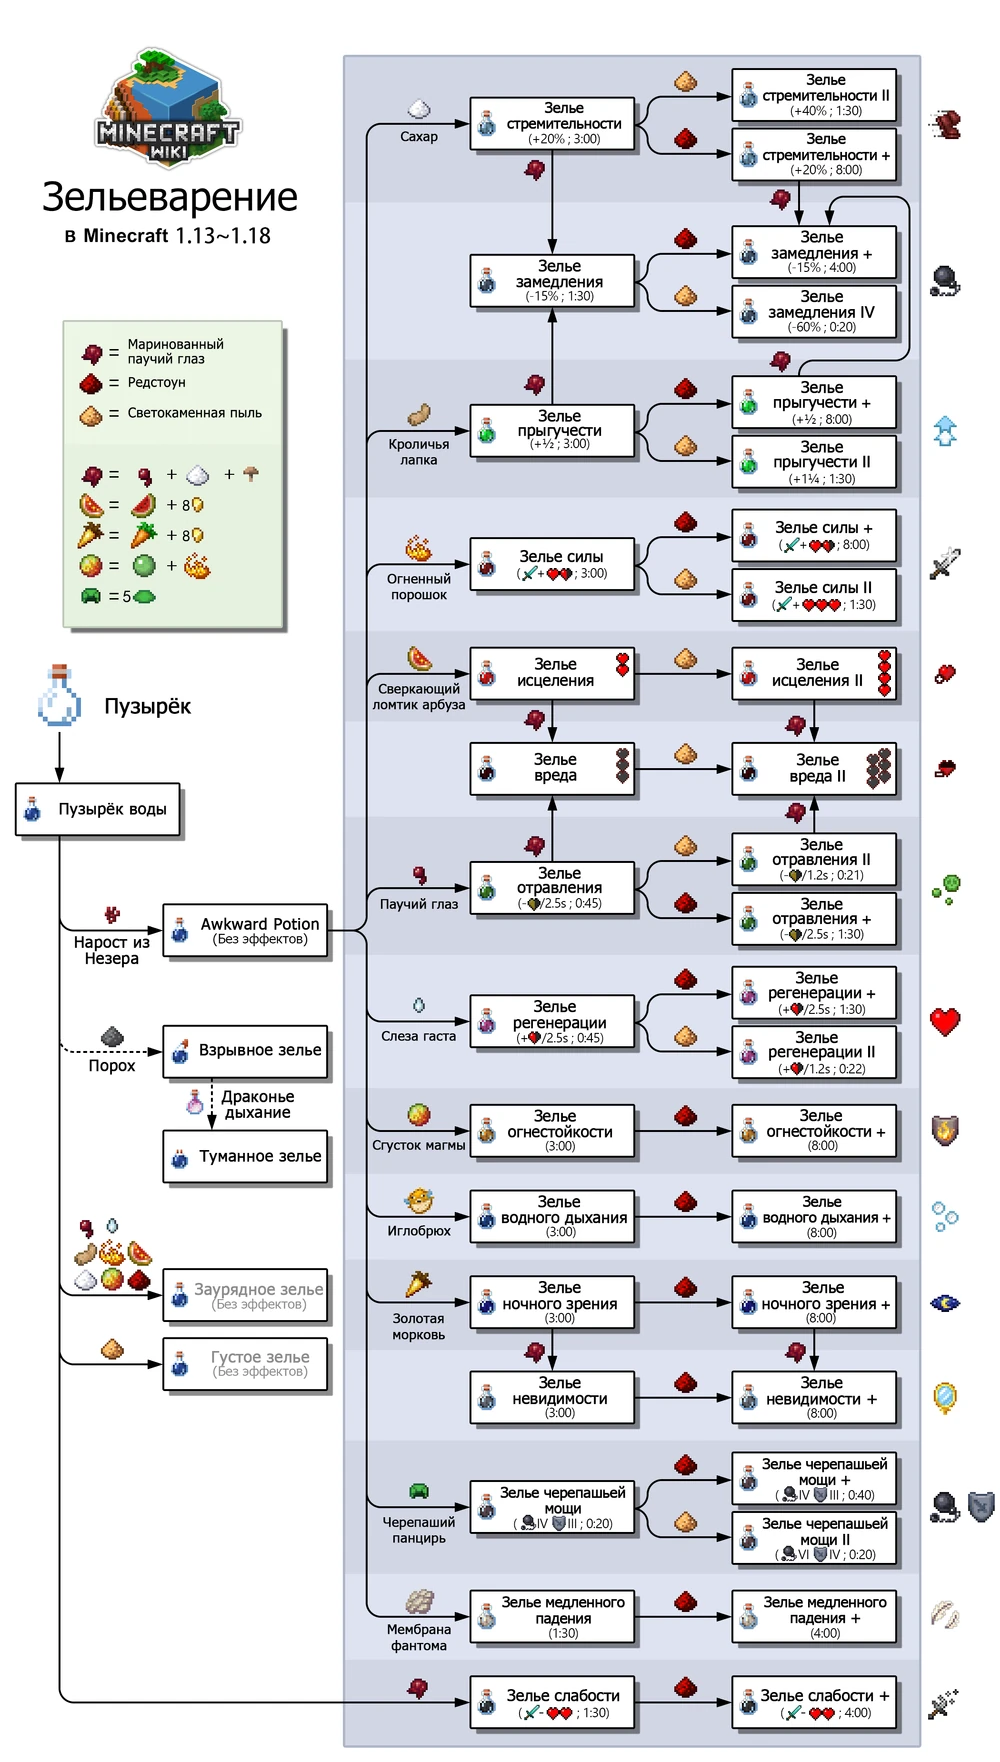 MINECRAFT
WIKI
Зельеварение
в Minecraft 1.13~1.18
= Маринованный
паучий глаз
= Редстоун
= Светокаменная пыль
= + +
= + 8
= + 8
= +
= 5
Пузырёк
Пузырёк воды
Нарост из
Незера
Awkward Potion
(Без эффектов)
Порох
Взрывное зелье
Драконье
дыхание
Туманное зелье
Заурядное зелье
(Без эффектов)
Густое зелье
(Без эффектов)
Сахар
Зелье
стремительности
(+20% ; 3:00)
Зелье
стремительности II
(+40% ; 1:30)
Зелье
стремительности +
(+20% ; 8:00)
Зелье
замедления
(-15% ; 1:30)
Зелье
замедления +
(-15% ; 4:00)
Зелье
замедления IV
(-60% ; 0:20)
Кроличья
лапка
Зелье
прыгучести
(+½ ; 3:00)
Зелье
прыгучести +
(+½ ; 8:00)
Зелье
прыгучести II
(+1¼ ; 1:30)
Огненный
порошок
Зелье силы
( + ; 3:00)
Зелье силы +
( + ; 8:00)
Зелье силы II
( + ; 1:30)
Сверкающий
ломтик арбуза
Зелье
исцеления
Зелье
исцеления II
Зелье
вреда
Зелье
вреда II
Паучий глаз
Зелье
отравления
(- /2.5s ; 0:45)
Зелье
отравления II
(- /1.2s ; 0:21)
Зелье
отравления +
(- /2.5s ; 1:30)
Слеза гаста
Зелье
регенерации
(+ /2.5s ; 0:45)
Зелье
регенерации +
(+ /2.5s ; 1:30)
Зелье
регенерации II
(+ /1.2s ; 0:22)
Сгусток магмы
Зелье
огнестойкости
(3:00)
Зелье
огнестойкости +
(8:00)
Иглобрюх
Зелье
водного дыхания
(3:00)
Зелье
водного дыхания +
(8:00)
Золотая
морковь
Зелье
ночного зрения
(3:00)
Зелье
ночного зрения +
(8:00)
Зелье
невидимости
(3:00)
Зелье
невидимости +
(8:00)
Черепаший
панцирь
Зелье черепашьей
мощи
( IV III ; 0:20)
Зелье черепашьей
мощи +
( IV III ; 0:40)
Зелье черепашьей
мощи II
( VI IV ; 0:20)
Мембрана
фантома
Зелье медленного
падения
(1:30)
Зелье медленного
падения +
(4:00)
Зелье слабости
( - ; 1:30)
Зелье слабости +
( - ; 4:00)